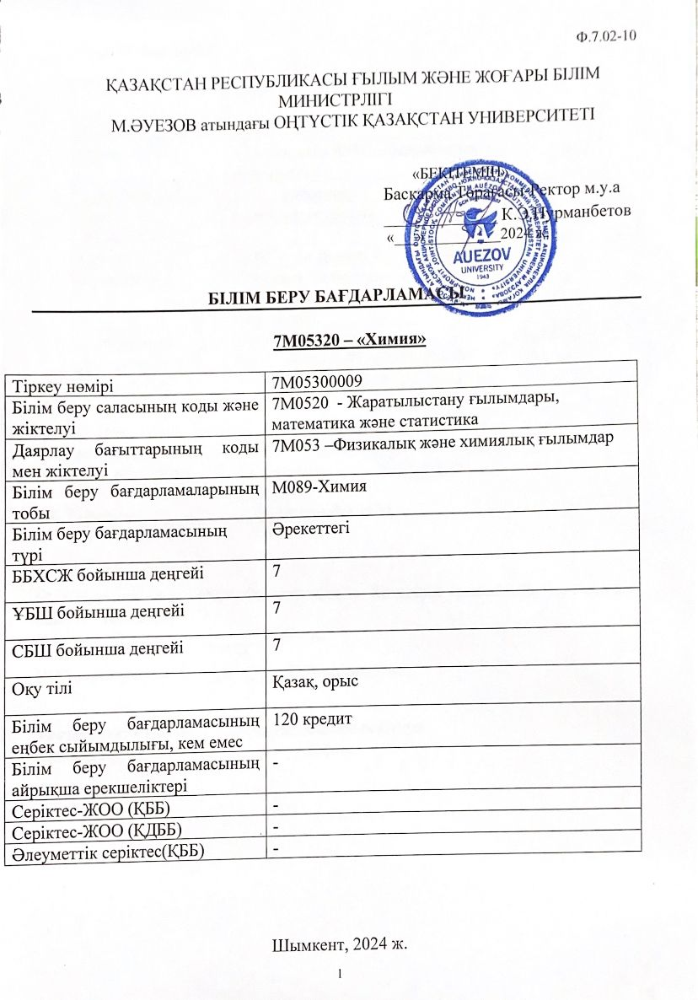 Ф.7.02-10
ҚАЗАҚСТАН РЕСПУБЛИКАСЫ ҒЫЛЫМ ЖӘНЕ ЖОҒАРЫ БІЛІМ
МИНИСТРЛІГІ
М.ӘУЕЗОВ атындағы ОҢТҮСТІК ҚАЗАҚСТАН УНИВЕРСИТЕТІ
«БЕКІТЕМІН»
Басқарма Төрағасы-Ректор м.у.а
К.Ә.Нурманбетов
«___»____________2024 ж.
AUEZOV
UNIVERSITY
1943
БІЛІМ БЕРУ БАҒДАРЛАМАСЫ
7М05320 – «Химия»
Тіркеу нөмірі
7М05300009
Білім беру саласының коды және
жіктелуі
7М0520 - Жаратылыстану ғылымдары,
математика және статистика
Даярлау бағыттарының коды
мен жіктелуі
7М053 –Физикалық және химиялық ғылымдар
Білім беру бағдарламаларының
тобы
М089-Химия
Білім беру бағдарламасының
түрі
Әрекеттегі
ББХСЖ бойынша деңгейі
7
ҰБШ бойынша деңгейі
7
СБШ бойынша деңгейі
7
Оқу тілі
Қазақ, орыс
Білім беру бағдарламасының
еңбек сыйымдылығы, кем емес
120 кредит
Білім беру бағдарламасының
айрықша ерекшеліктері
-
Серіктес-ЖОО (ҚББ)
-
Серіктес-ЖОО (ҚДББ)
-
Әлеуметтік серіктес(ҚББ)
-
Шымкент, 2024 ж.
1